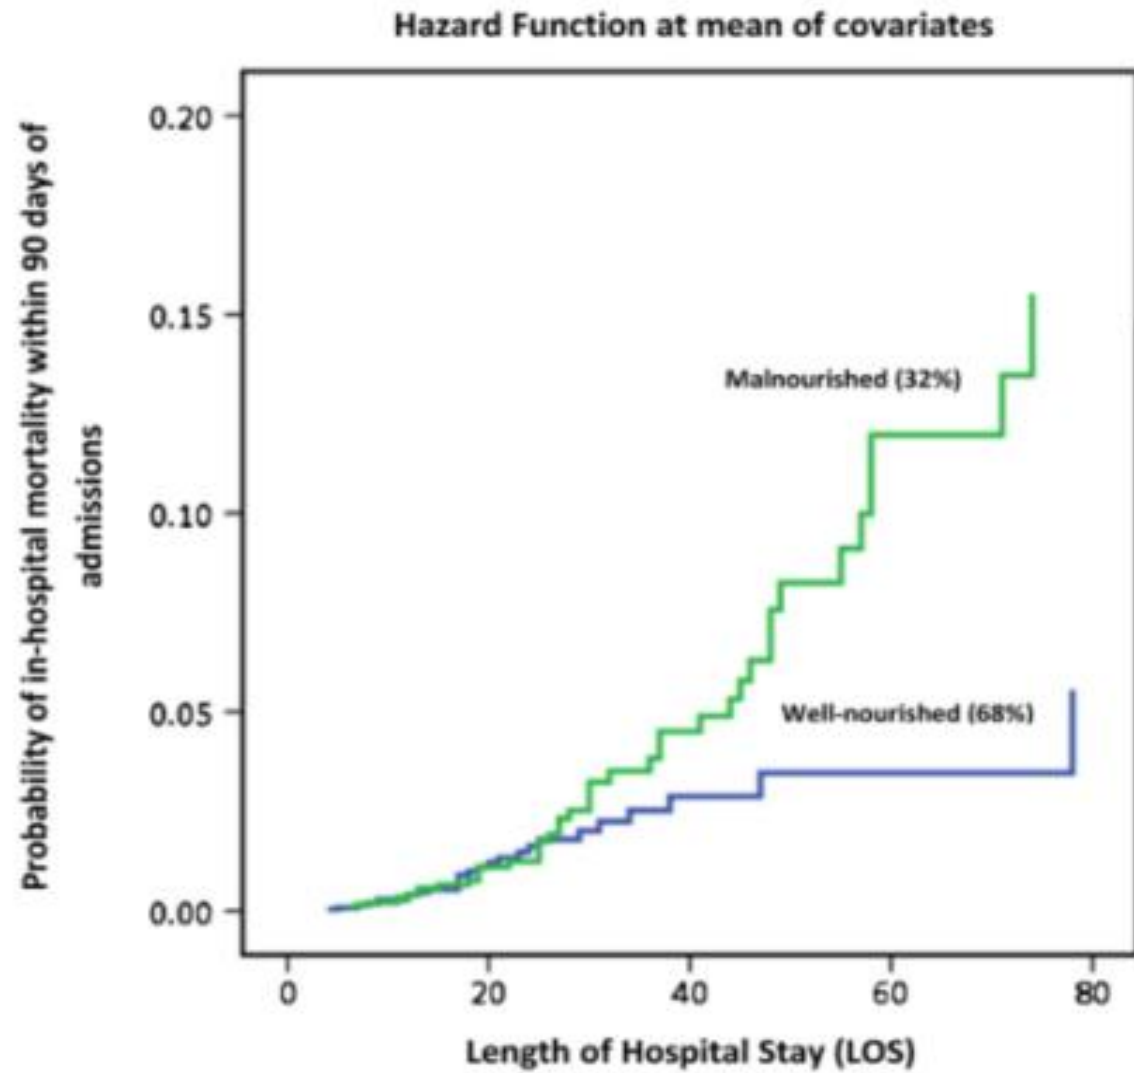 Hazard Function at mean of covariates
Probability of in-hospital mortality within 90 days of
admissions
0.20
0.15
0.10
0.05
0.00
Malnourished (32%)
Well-nourished (68%)
0 20 40 60 80
Length of Hospital Stay (LOS)